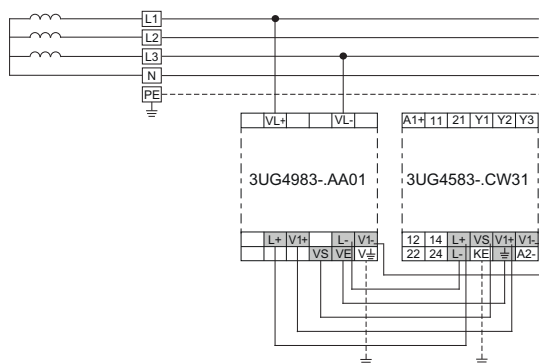 L1
L2
L3
N
PE
VL+ VL- A1+ 11 21 Y1 Y2 Y3
3UG4983-.AA01 3UG4583-.CW31
L+ V1+ L- V1- 12 14 L+ VS V1+ V1-
VS VE V⏚ 22 24 L- KE ⏚ A2-